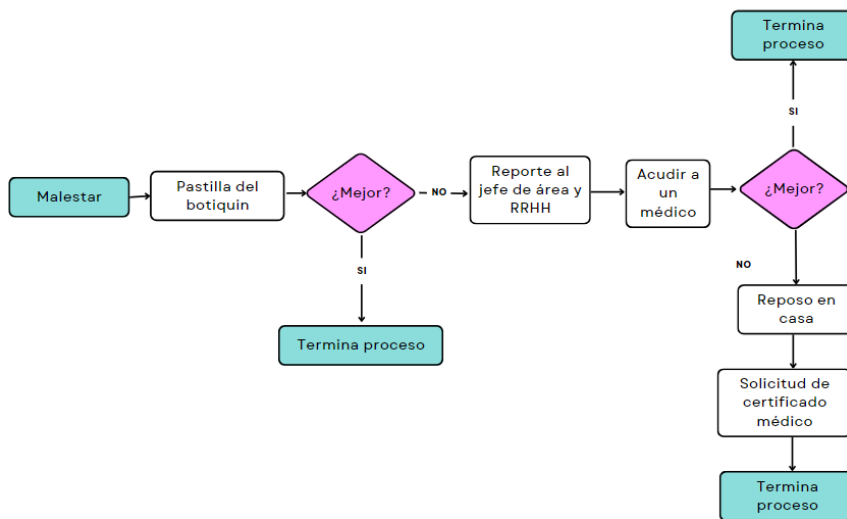 Malestar
Pastilla del
botiquin
¿Mejor?
SI
Termina proceso
NO
Reporte al
jefe de área y
RRHH
Acudir a
un
médico
¿Mejor?
SI
Termina
proceso
NO
Reposo en
casa
Solicitud de
certificado
médico
Termina
proceso